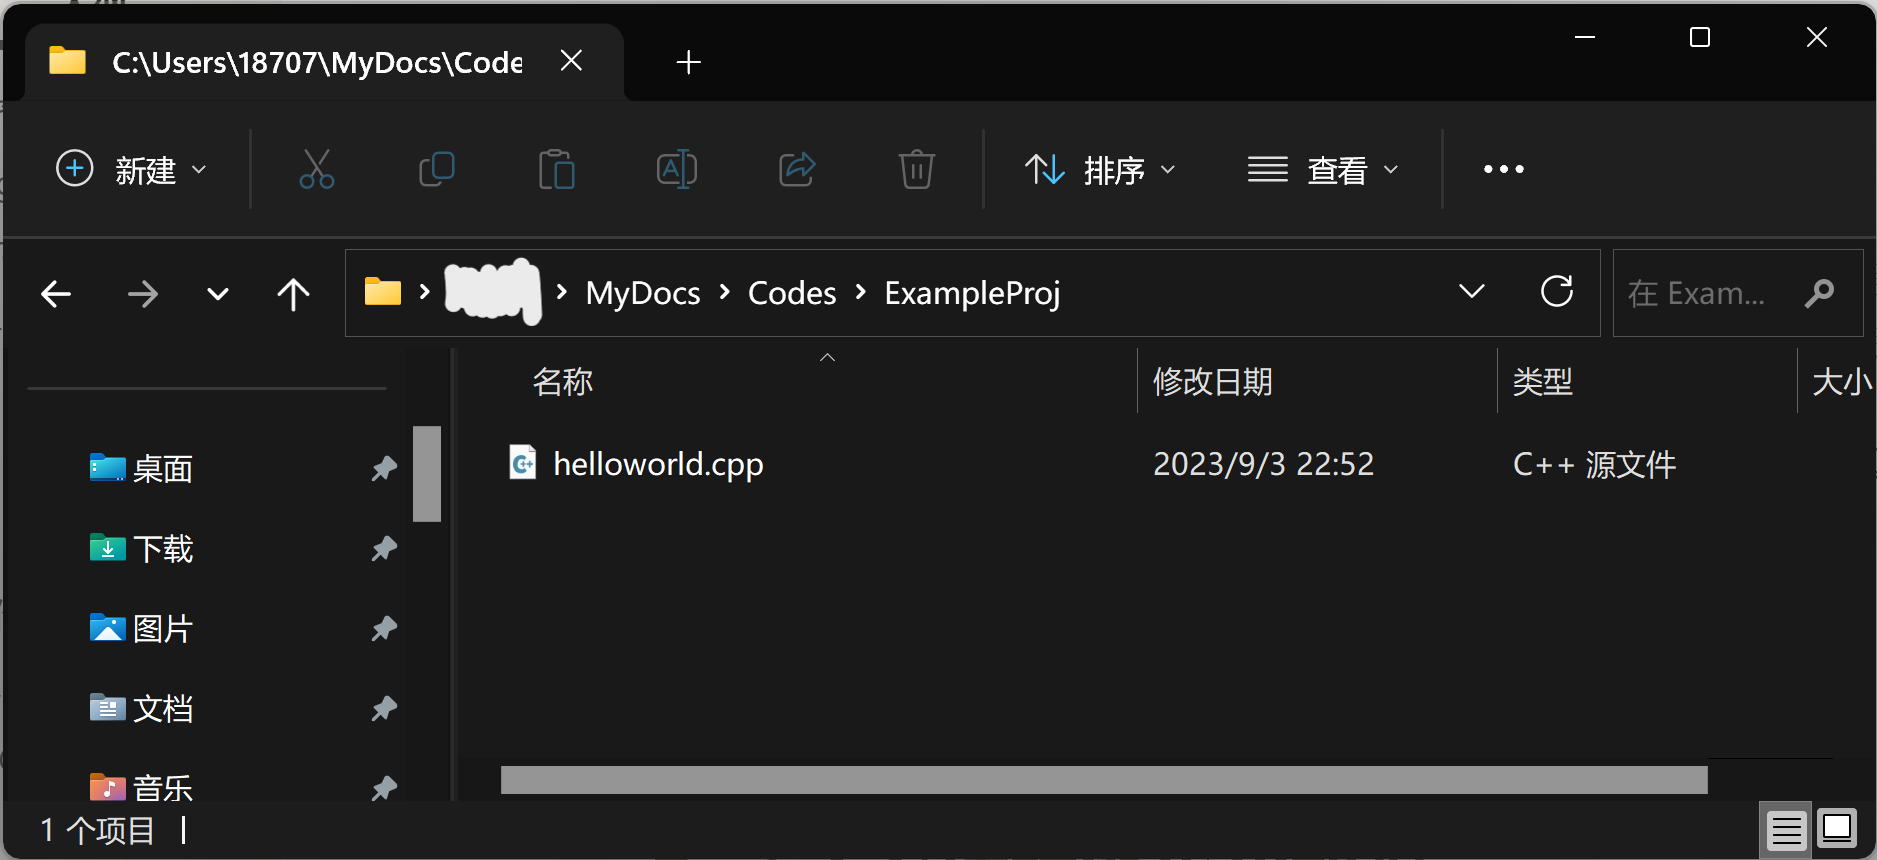 C:\Users\18707\MyDocs\Code
新建 排序 查看
MyDocs Codes ExampleProj 在 Exam...
名称 修改日期 类型 大小
桌面
helloworld.cpp 2023/9/3 22:52 C++ 源文件
下载
图片
文档
音乐
1 个项目